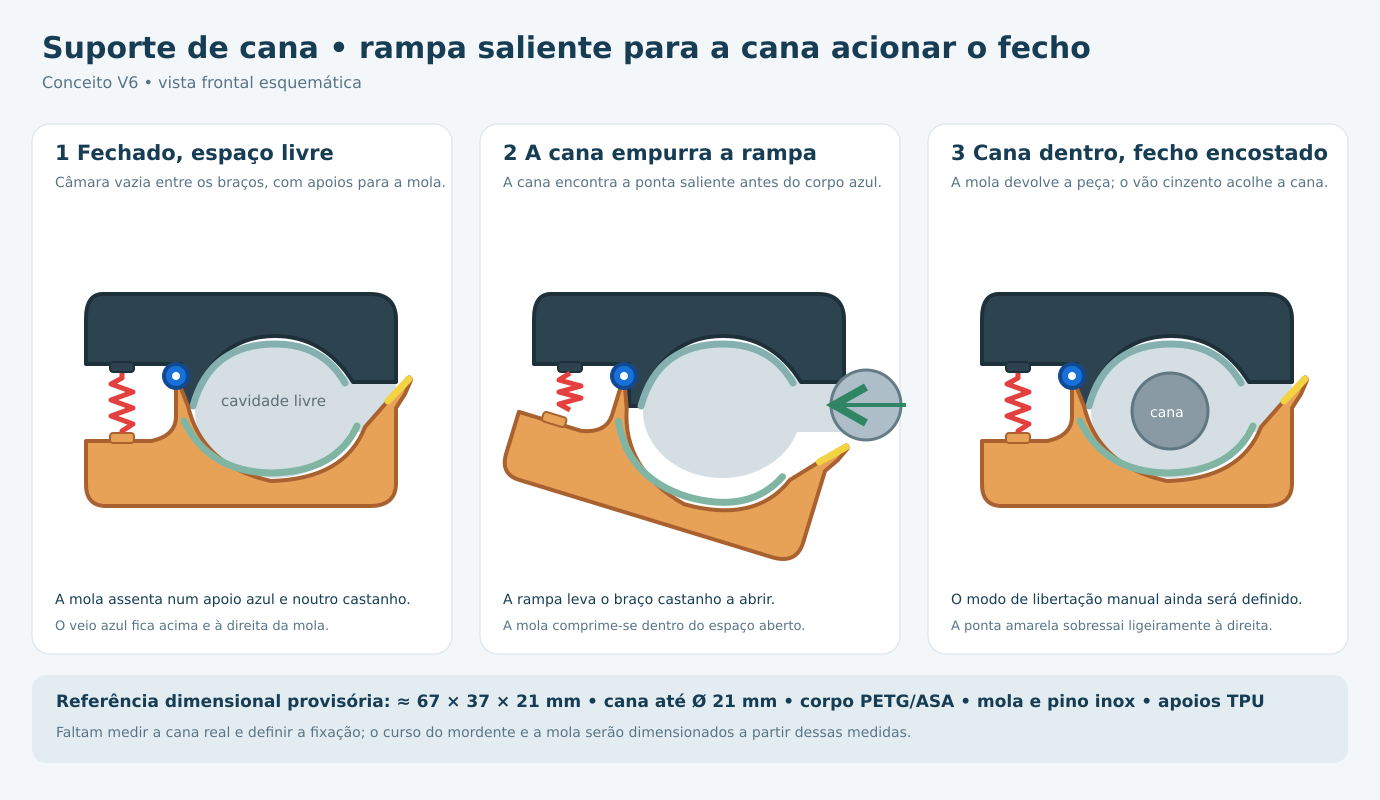 Suporte de cana • rampa saliente para a cana acionar o fecho
Conceito V6 • vista frontal esquemática
1 Fechado, espaço livre
Câmara vazia entre os braços, com apoios para a mola.
cavidade livre
A mola assenta num apoio azul e noutro castanho.
O veio azul fica acima e à direita da mola.
2 A cana empurra a rampa
A cana encontra a ponta saliente antes do corpo azul.
A rampa leva o braço castanho a abrir.
A mola comprime-se dentro do espaço aberto.
3 Cana dentro, fecho encostado
A mola devolve a peça; o vão cinzento acolhe a cana.
cana
O modo de libertação manual ainda será definido.
A ponta amarela sobressai ligeiramente à direita.
Referência dimensional provisória: ≈ 67 × 37 × 21 mm • cana até Ø 21 mm • corpo PETG/ASA • mola e pino inox • apoios TPU
Faltam medir a cana real e definir a fixação; o curso do mordente e a mola serão dimensionados a partir dessas medidas.